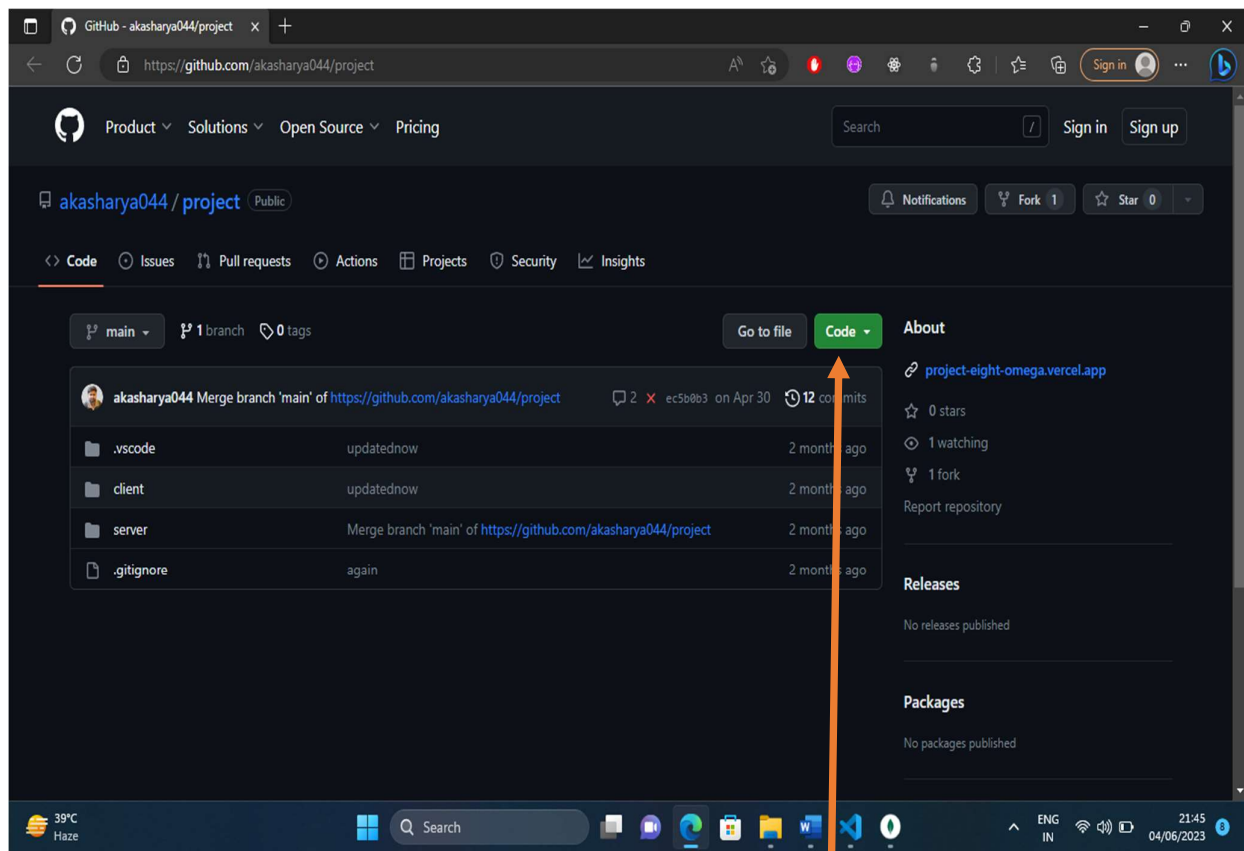 GitHub - akasharya044/project
https://github.com/akasharya044/project
Sign in
Product Solutions Open Source Pricing
Search /
Sign in Sign up
akasharya044 / project Public
Notifications Fork 1 Star 0
Code Issues Pull requests Actions Projects Security Insights
main 1 branch 0 tags Go to file Code
About
project-eight-omega.vercel.app
akasharya044 Merge branch 'main' of https://github.com/akasharya044/project 2 ec5b0b3 on Apr 30 12 commits
0 stars
.vscode updatednow 2 months ago
1 watching
client updatednow 2 months ago
1 fork
Report repository
server Merge branch 'main' of https://github.com/akasharya044/project 2 months ago
.gitignore again 2 months ago
Releases
No releases published
Packages
No packages published
39°C
Haze
Search
ENG
IN
21:45
04/06/2023
8